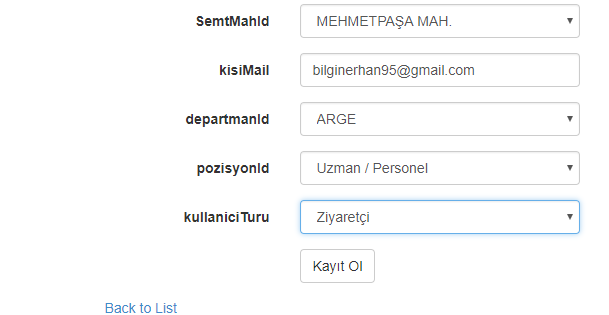 SemtMahId MEHMETPAŞA MAH.
kisiMail bilginerhan95@gmail.com
departmanId ARGE
pozisyonId Uzman / Personel
kullaniciTuru Ziyaretçi
Kayıt Ol
Back to List